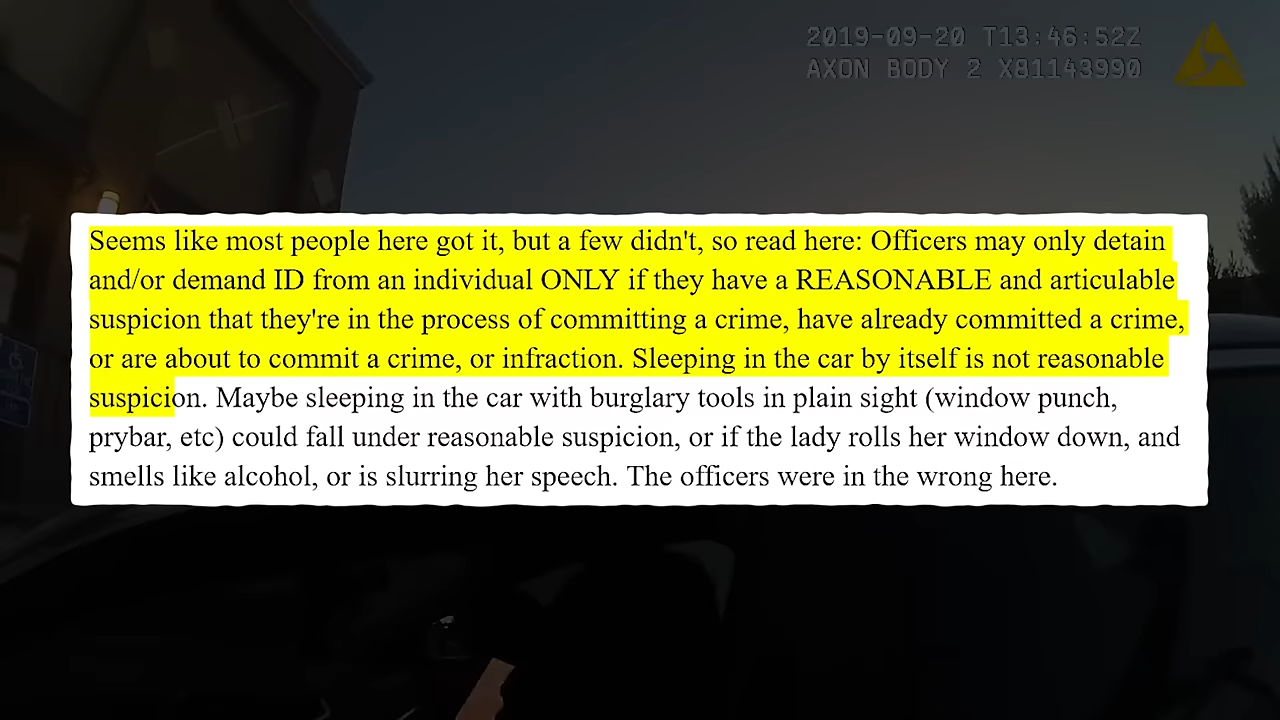 2019-09-20 T13:46:52Z
AXON BODY 2 X81143990
Seems like most people here got it, but a few didn't, so read here: Officers may only detain
and/or demand ID from an individual ONLY if they have a REASONABLE and articulable
suspicion that they're in the process of committing a crime, have already committed a crime,
or are about to commit a crime, or infraction. Sleeping in the car by itself is not reasonable
suspicion. Maybe sleeping in the car with burglary tools in plain sight (window punch,
prybar, etc) could fall under reasonable suspicion, or if the lady rolls her window down, and
smells like alcohol, or is slurring her speech. The officers were in the wrong here.